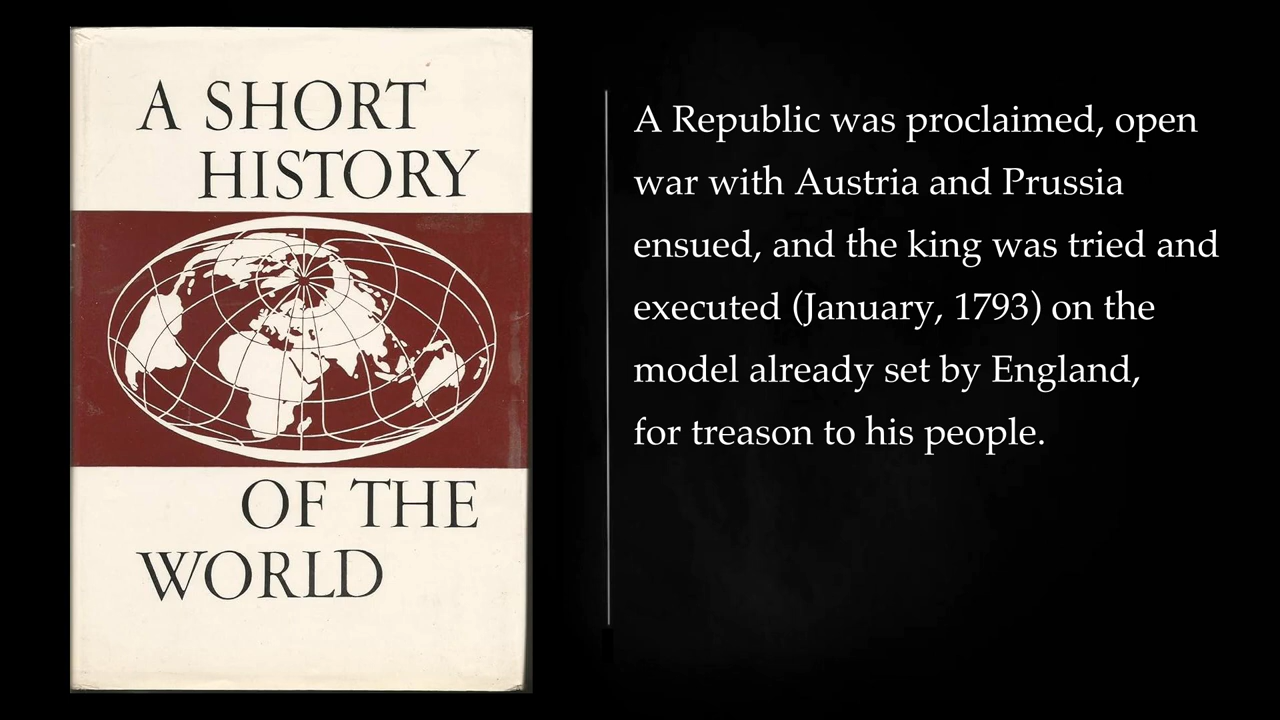 A SHORT
HISTORY
OF THE
WORLD
A Republic was proclaimed, open
war with Austria and Prussia
ensued, and the king was tried and
executed (January, 1793) on the
model already set by England,
for treason to his people.